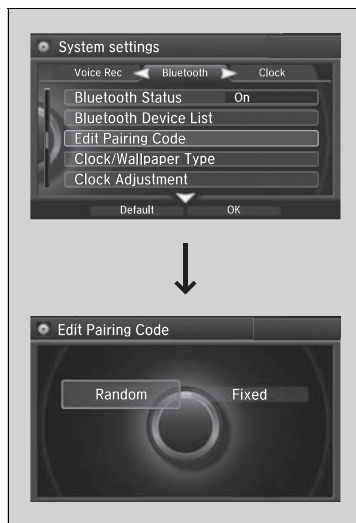 System settings
Voice Rec Bluetooth Clock
Bluetooth Status On
Bluetooth Device List
Edit Pairing Code
Clock/Wallpaper Type
Clock Adjustment
Default OK
Edit Pairing Code
Random Fixed